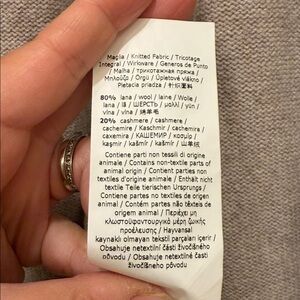 Maglia / Knitted Fabric / Tricotage
Integral / Wirkware / Generos de Punto
/ Malha / трикотажная пряжа /
Μπλούζα / Örgü / Úpletové Vlákno /
Pletacia priadza / 针织面料
80% lana / wool / laine / Wolle /
lana / lã / ШЕРСТЬ / μαλλί / yün /
vlna / vlna / 绵羊毛
20% cashmere / cashmere /
cachemire / Kaschmir / cachemira /
caxemira / КАШЕМИР / κασμίρ /
kaşmir / kašmír / kašmír / 山羊绒
Contiene parti non tessili di origine
animale / Contains non-textile parts of
animal origin / Contient parties non
textiles d'origine animale / Enthält nicht
textile Teile tierischen Ursprungs /
Contiene partes no textiles de origen
animal / Contém partes não têxteis de
origem animal / Περιέχει μη
κλωστοϋφαντουργικά μέρη ζωικής
προέλευσης / Hayvansal
kaynaklı olmayan tekstil parçaları içerir /
Obsahuje netextilní části živočišného
původu / Obsahuje netextilné časti
živočíšneho pôvodu